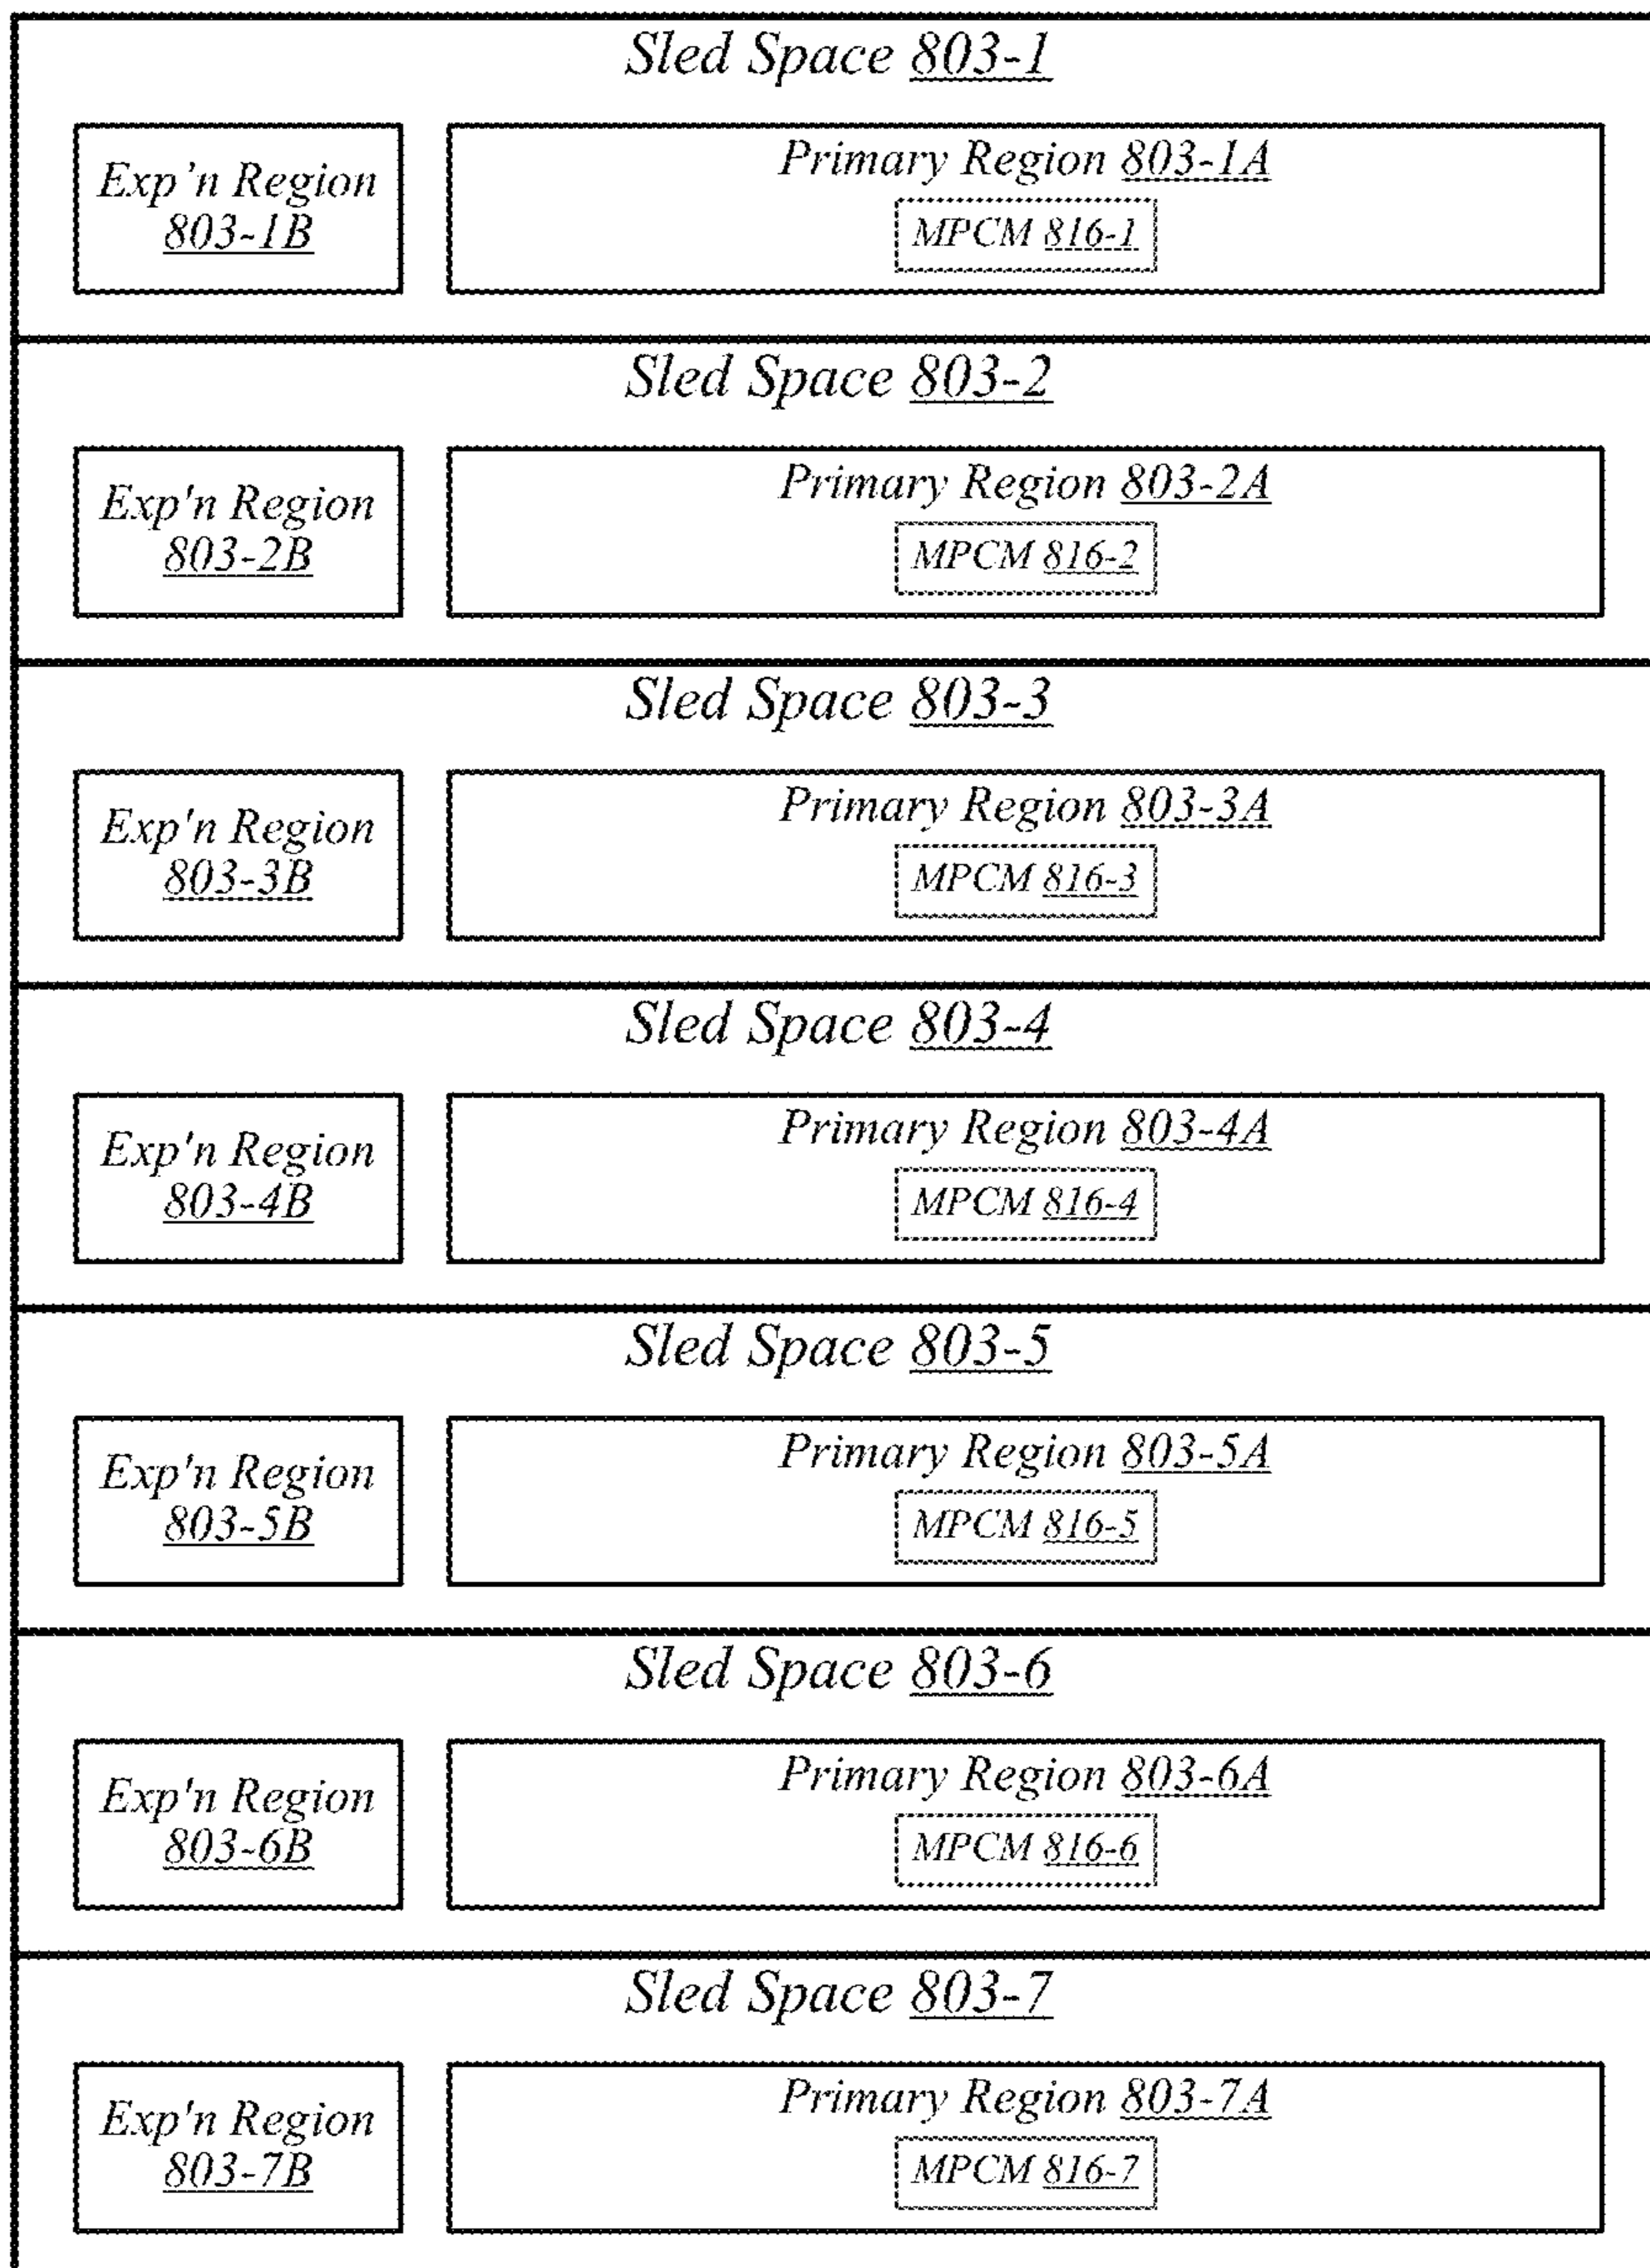 Sled Space 803-1
Exp’n Region
803-1B
Primary Region 803-1A
MPCM 816-1
Sled Space 803-2
Exp'n Region
803-2B
Primary Region 803-2A
MPCM 816-2
Sled Space 803-3
Exp'n Region
803-3B
Primary Region 803-3A
MPCM 816-3
Sled Space 803-4
Exp'n Region
803-4B
Primary Region 803-4A
MPCM 816-4
Sled Space 803-5
Exp'n Region
803-5B
Primary Region 803-5A
MPCM 816-5
Sled Space 803-6
Exp'n Region
803-6B
Primary Region 803-6A
MPCM 816-6
Sled Space 803-7
Exp'n Region
803-7B
Primary Region 803-7A
MPCM 816-7